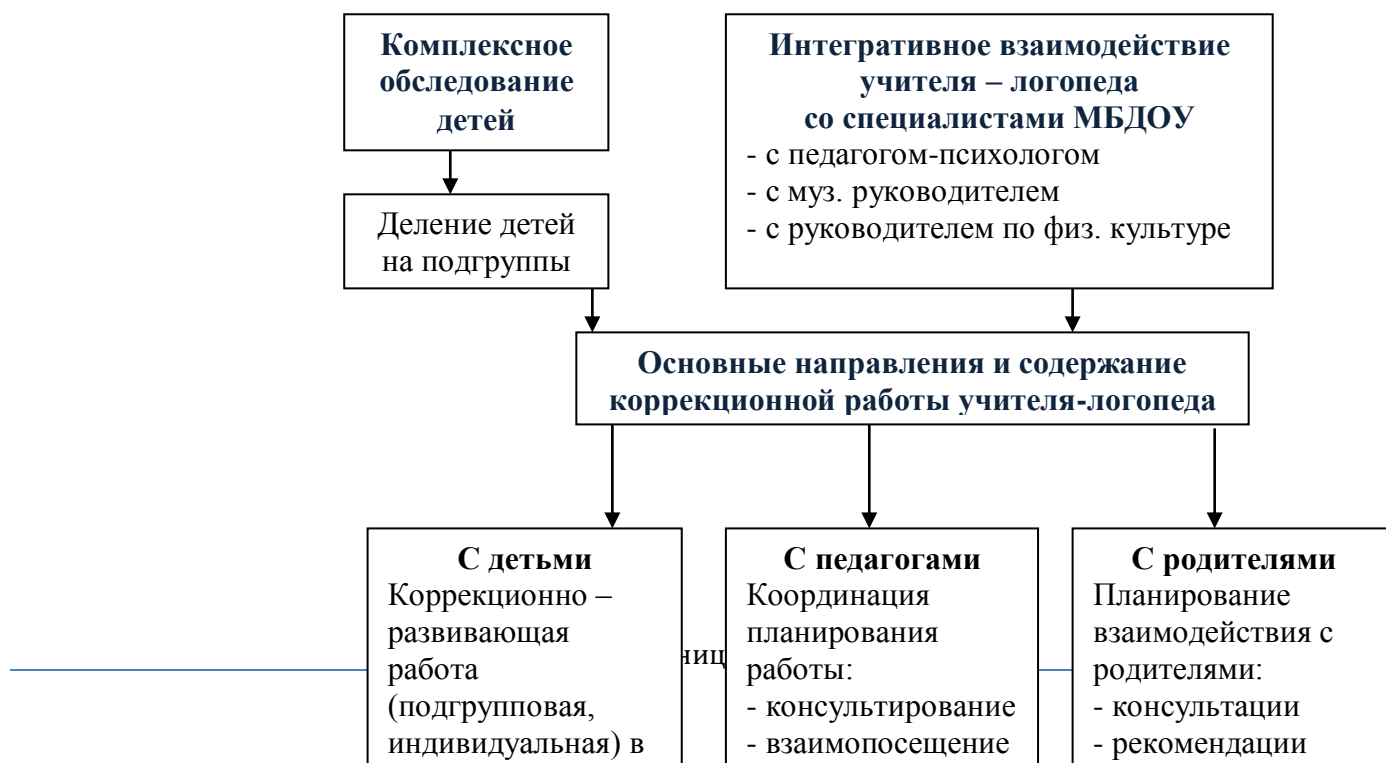 Комплексное
обследование
детей
Интегративное взаимодействие
учителя – логопеда
со специалистами МБДОУ
- с педагогом-психологом
- с муз. руководителем
- с руководителем по физ. культуре
Деление детей
на подгруппы
Основные направления и содержание
коррекционной работы учителя-логопеда
С детьми
Коррекционно –
развивающая
работа
(подгрупповая,
индивидуальная) в
ниц
С педагогами
Координация
планирования
работы:
- консультирование
- взаимопосещение
С родителями
Планирование
взаимодействия с
родителями:
- консультации
- рекомендации